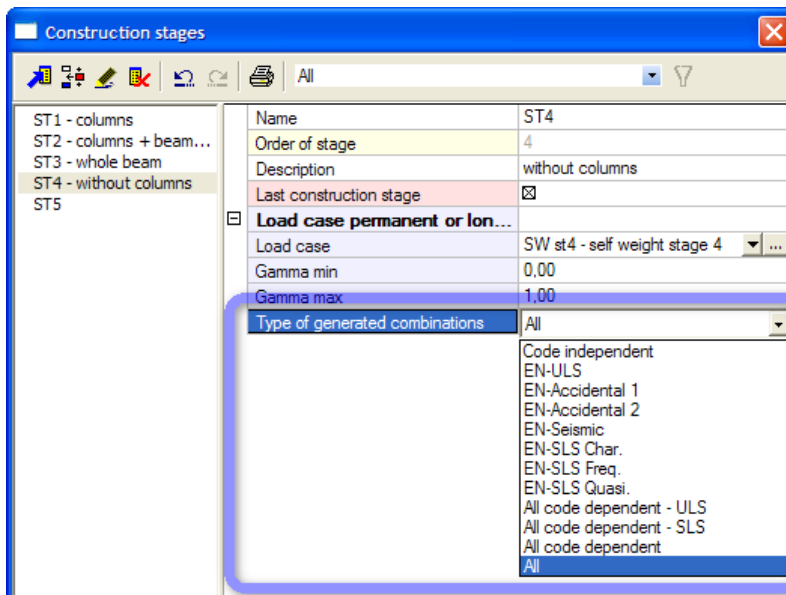 Construction stages
All
ST1 - columns
ST2 - columns + beam...
ST3 - whole beam
ST4 - without columns
ST5
Name ST4
Order of stage 4
Description without columns
Last construction stage
Load case permanent or lon...
Load case SW st4 - self weight stage 4 ...
Gamma min 0,00
Gamma max 1,00
Type of generated combinations All
Code independent
EN-ULS
EN-Accidental 1
EN-Accidental 2
EN-Seismic
EN-SLS Char.
EN-SLS Freq.
EN-SLS Quasi.
All code dependent - ULS
All code dependent - SLS
All code dependent
All